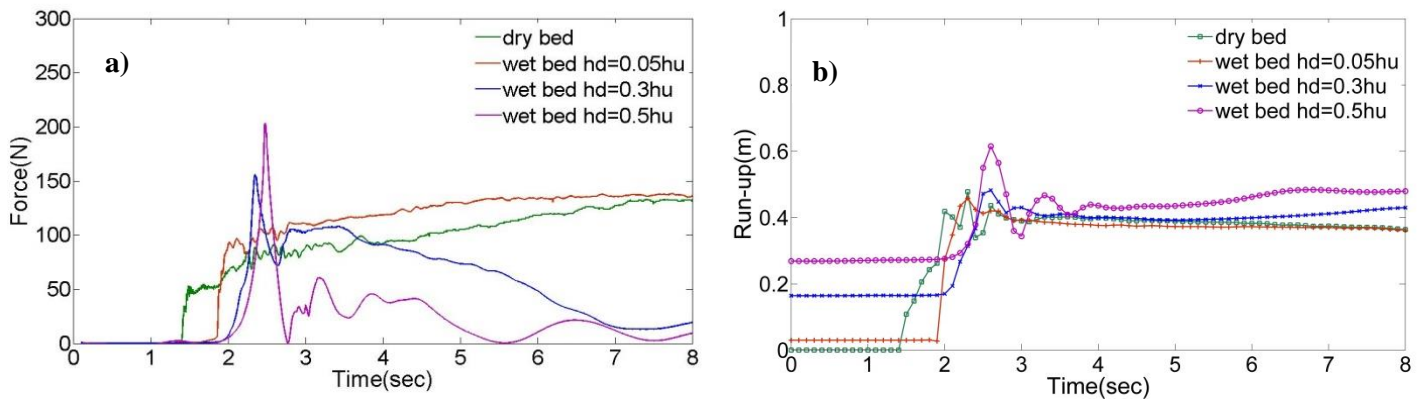 a)
Force(N)
300
250
200
150
100
50
0
0 1 2 3 4 5 6 7 8
Time(sec)
dry bed
wet bed hd=0.05hu
wet bed hd=0.3hu
wet bed hd=0.5hu
b)
Run-up(m)
1
0.8
0.6
0.4
0.2
0
0 1 2 3 4 5 6 7 8
Time(sec)
dry bed
wet bed hd=0.05hu
wet bed hd=0.3hu
wet bed hd=0.5hu